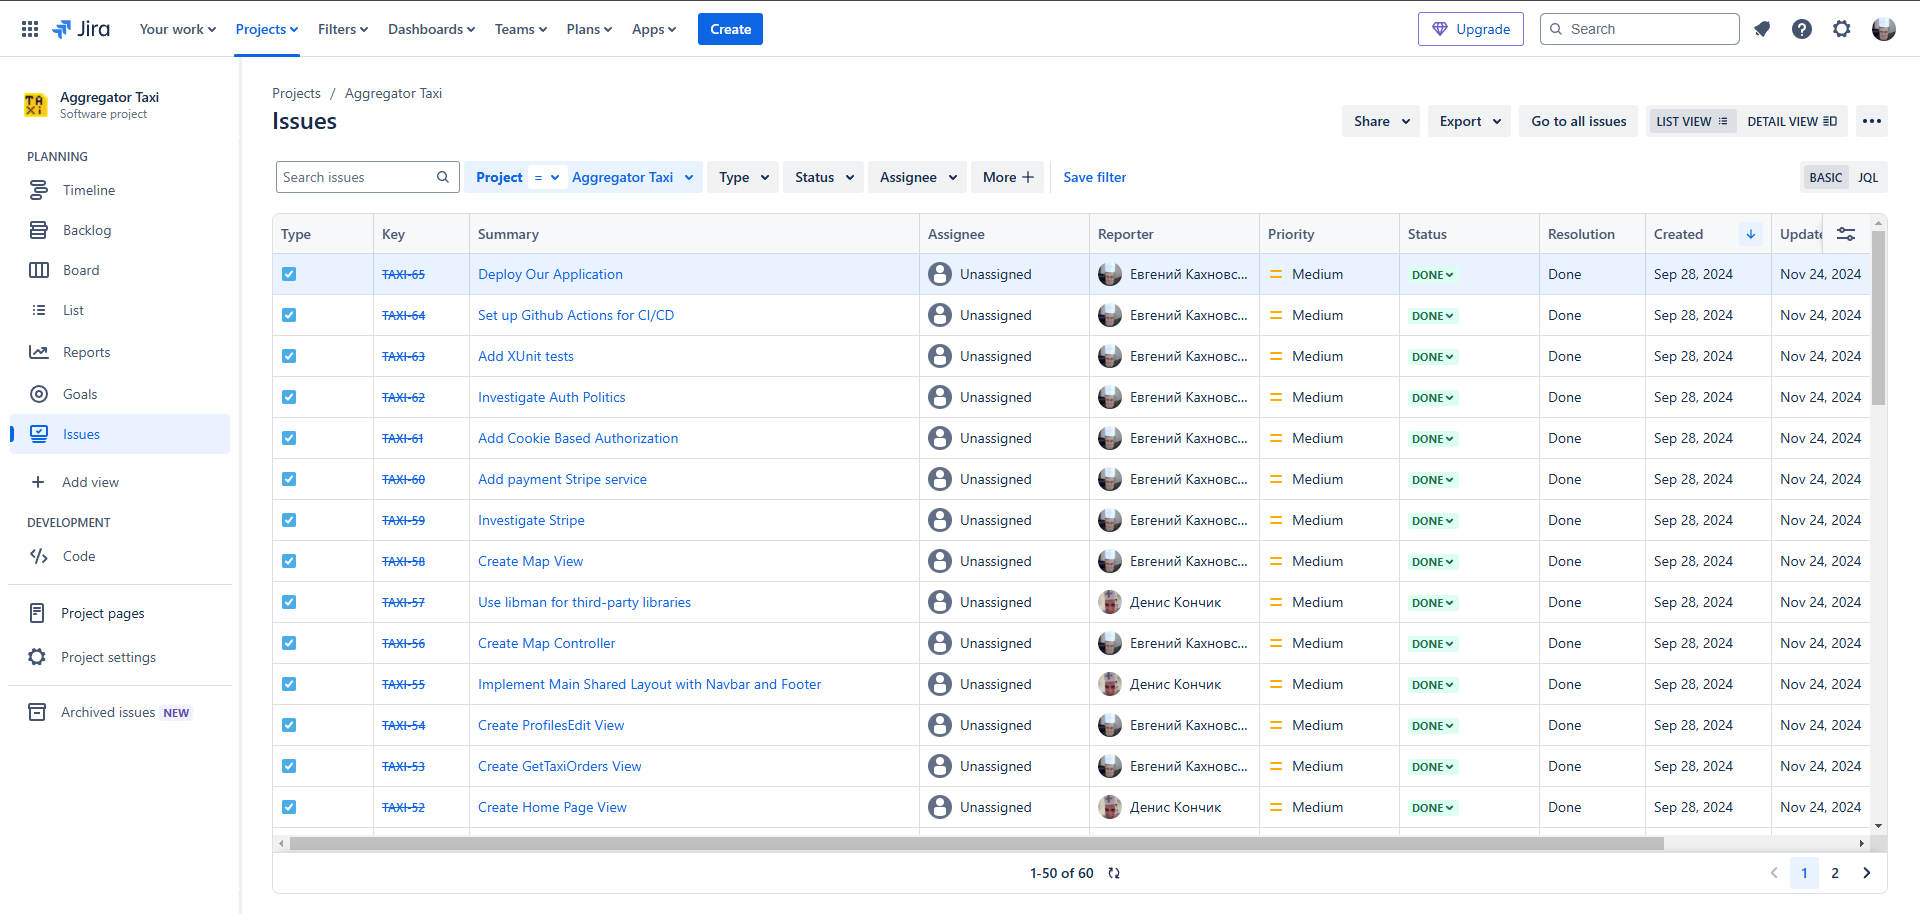 Jira Your work Projects Filters Dashboards Teams Plans Apps Create Upgrade Search
Aggregator Taxi
Software project
PLANNING
Timeline
Backlog
Board
List
Reports
Goals
Issues
Add view
DEVELOPMENT
Code
Project pages
Project settings
Archived issues NEW
Projects / Aggregator Taxi
Issues
Share Export Go to all issues LIST VIEW DETAIL VIEW
Search issues Project = Aggregator Taxi Type Status Assignee More Save filter BASIC JQL
Type Key Summary Assignee Reporter Priority Status Resolution Created Update
TAXI-65 Deploy Our Application Unassigned Евгений Кахновс... Medium DONE Done Sep 28, 2024 Nov 24, 2024
TAXI-64 Set up Github Actions for CI/CD Unassigned Евгений Кахновс... Medium DONE Done Sep 28, 2024 Nov 24, 2024
TAXI-63 Add XUnit tests Unassigned Евгений Кахновс... Medium DONE Done Sep 28, 2024 Nov 24, 2024
TAXI-62 Investigate Auth Politics Unassigned Евгений Кахновс... Medium DONE Done Sep 28, 2024 Nov 24, 2024
TAXI-61 Add Cookie Based Authorization Unassigned Евгений Кахновс... Medium DONE Done Sep 28, 2024 Nov 24, 2024
TAXI-60 Add payment Stripe service Unassigned Евгений Кахновс... Medium DONE Done Sep 28, 2024 Nov 24, 2024
TAXI-59 Investigate Stripe Unassigned Евгений Кахновс... Medium DONE Done Sep 28, 2024 Nov 24, 2024
TAXI-58 Create Map View Unassigned Евгений Кахновс... Medium DONE Done Sep 28, 2024 Nov 24, 2024
TAXI-57 Use libman for third-party libraries Unassigned Денис Кончик Medium DONE Done Sep 28, 2024 Nov 24, 2024
TAXI-56 Create Map Controller Unassigned Евгений Кахновс... Medium DONE Done Sep 28, 2024 Nov 24, 2024
TAXI-55 Implement Main Shared Layout with Navbar and Footer Unassigned Денис Кончик Medium DONE Done Sep 28, 2024 Nov 24, 2024
TAXI-54 Create ProfilesEdit View Unassigned Евгений Кахновс... Medium DONE Done Sep 28, 2024 Nov 24, 2024
TAXI-53 Create GetTaxiOrders View Unassigned Евгений Кахновс... Medium DONE Done Sep 28, 2024 Nov 24, 2024
TAXI-52 Create Home Page View Unassigned Денис Кончик Medium DONE Done Sep 28, 2024 Nov 24, 2024
1-50 of 60 1 2